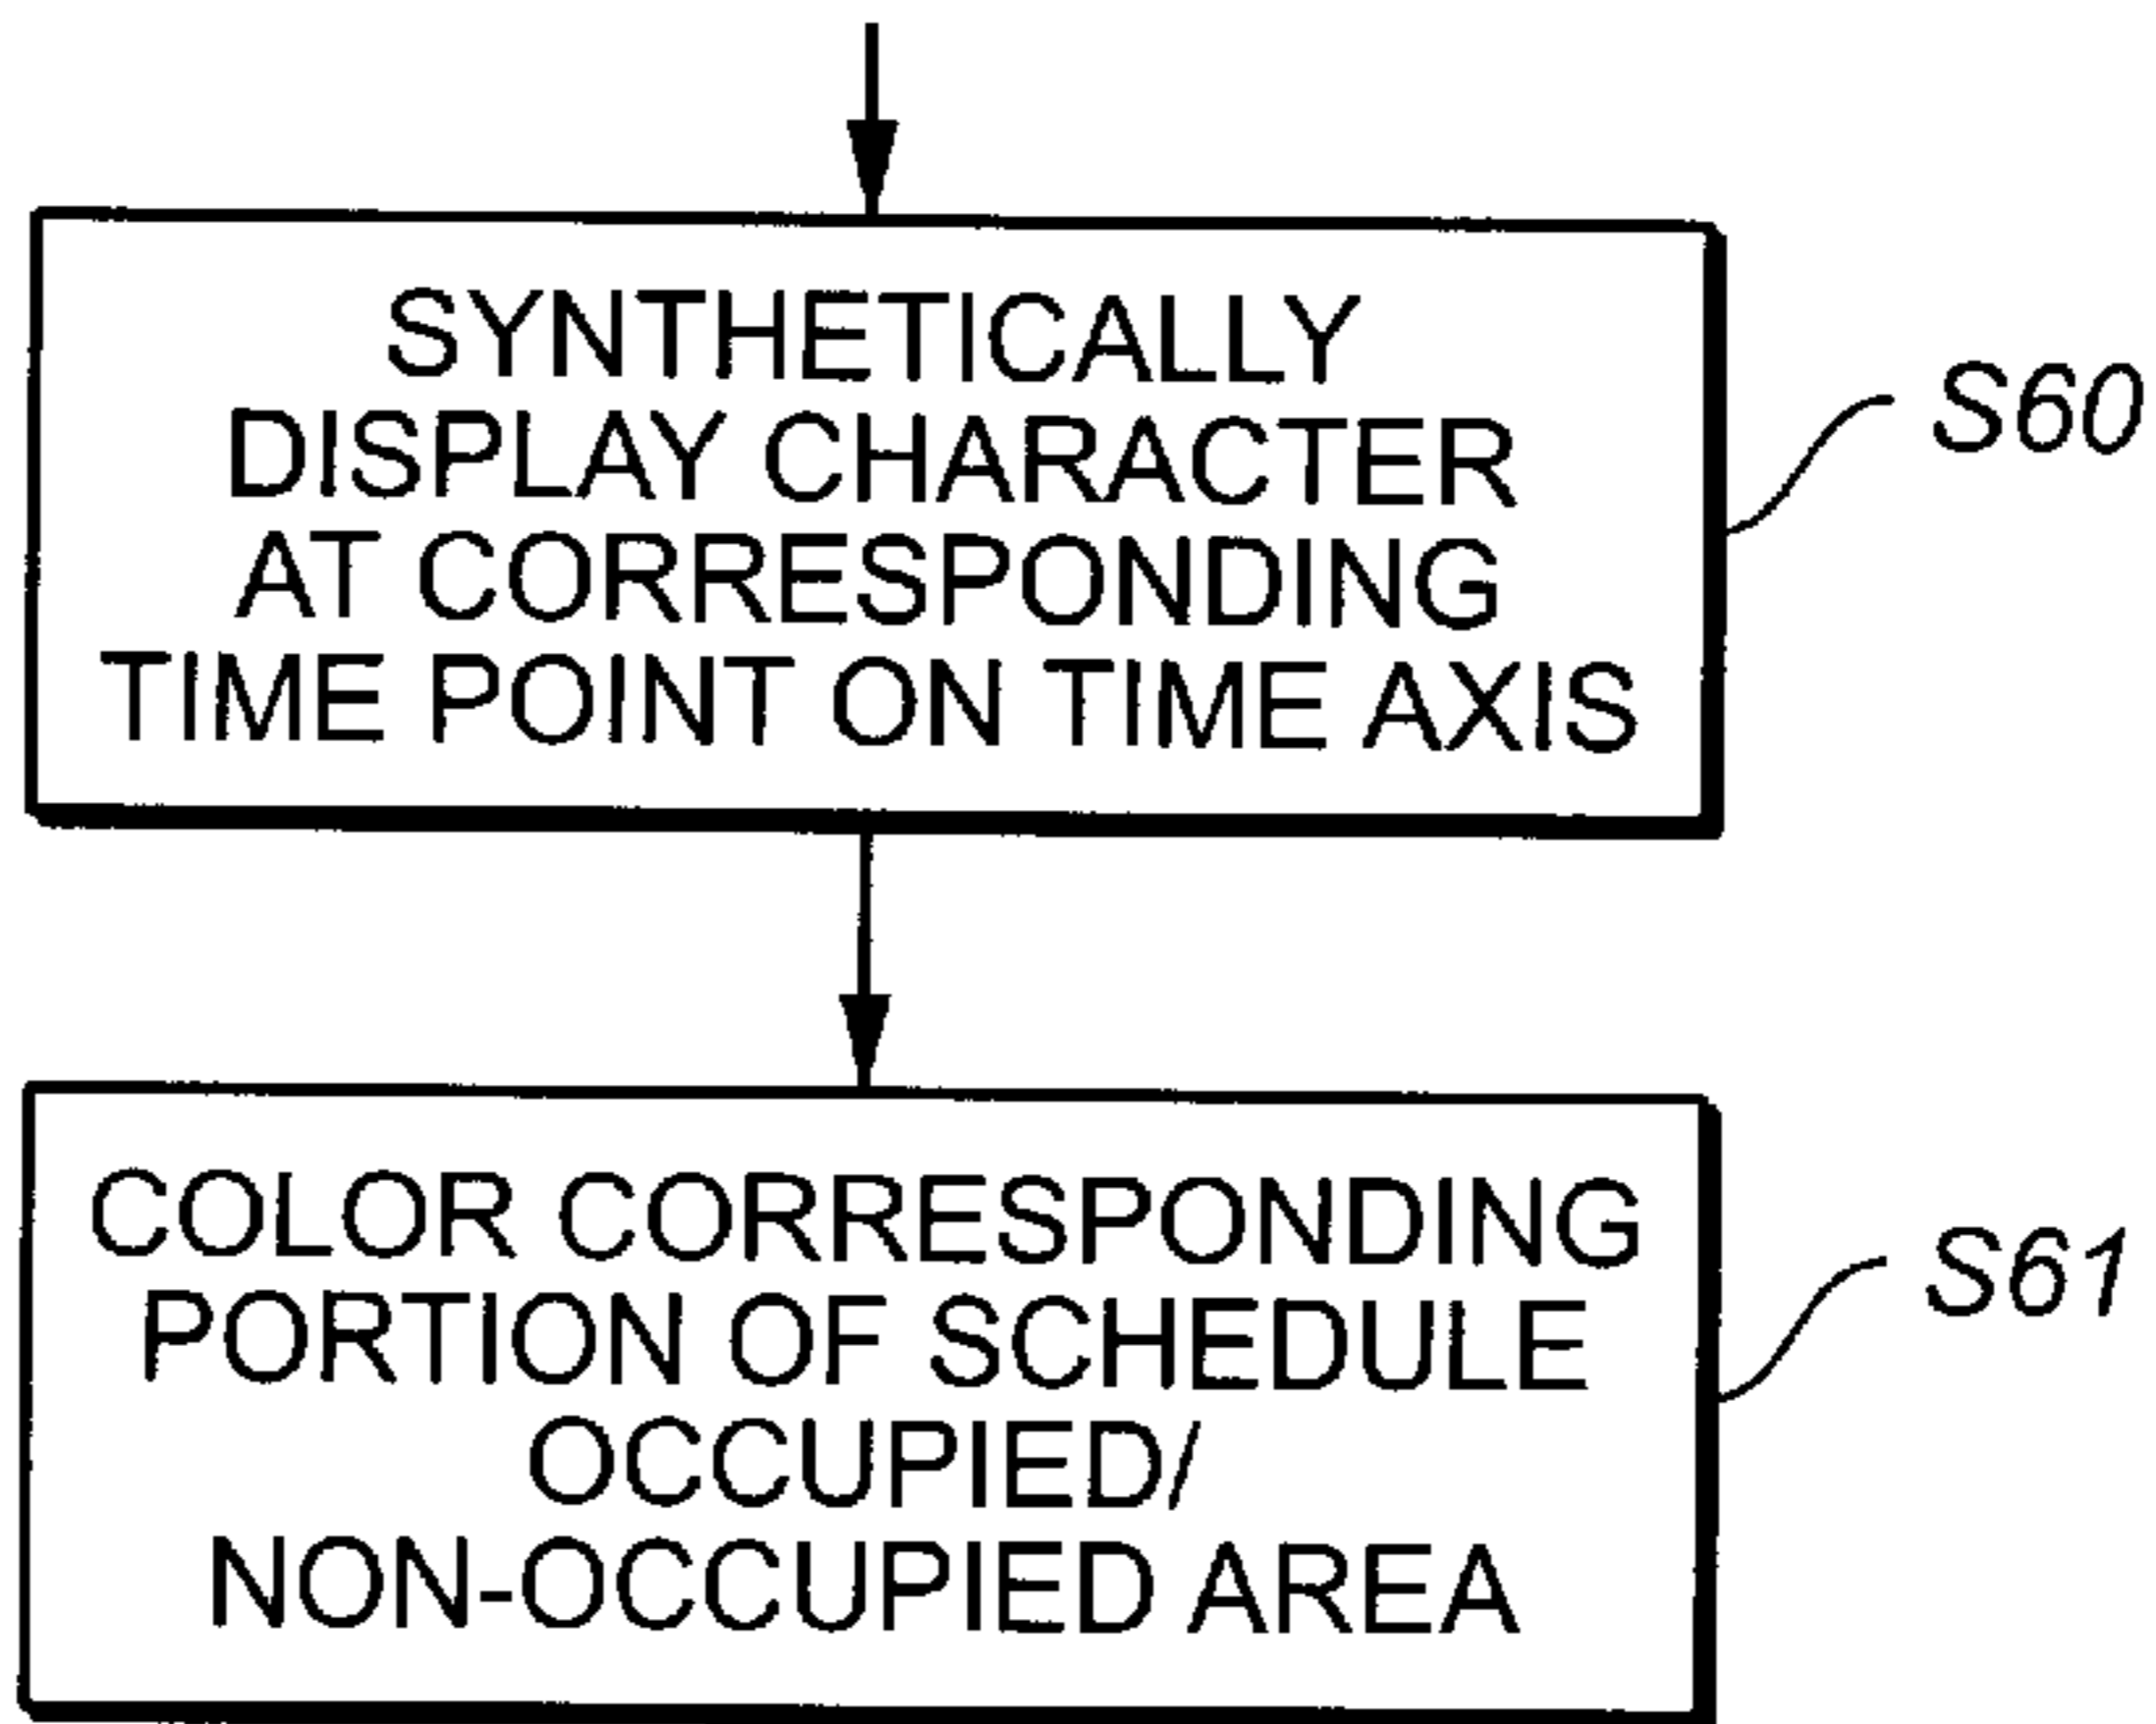 SYNTHETICALLY
DISPLAY CHARACTER
AT CORRESPONDING
TIME POINT ON TIME AXIS
S60
COLOR CORRESPONDING
PORTION OF SCHEDULE
OCCUPIED/
NON-OCCUPIED AREA
S61